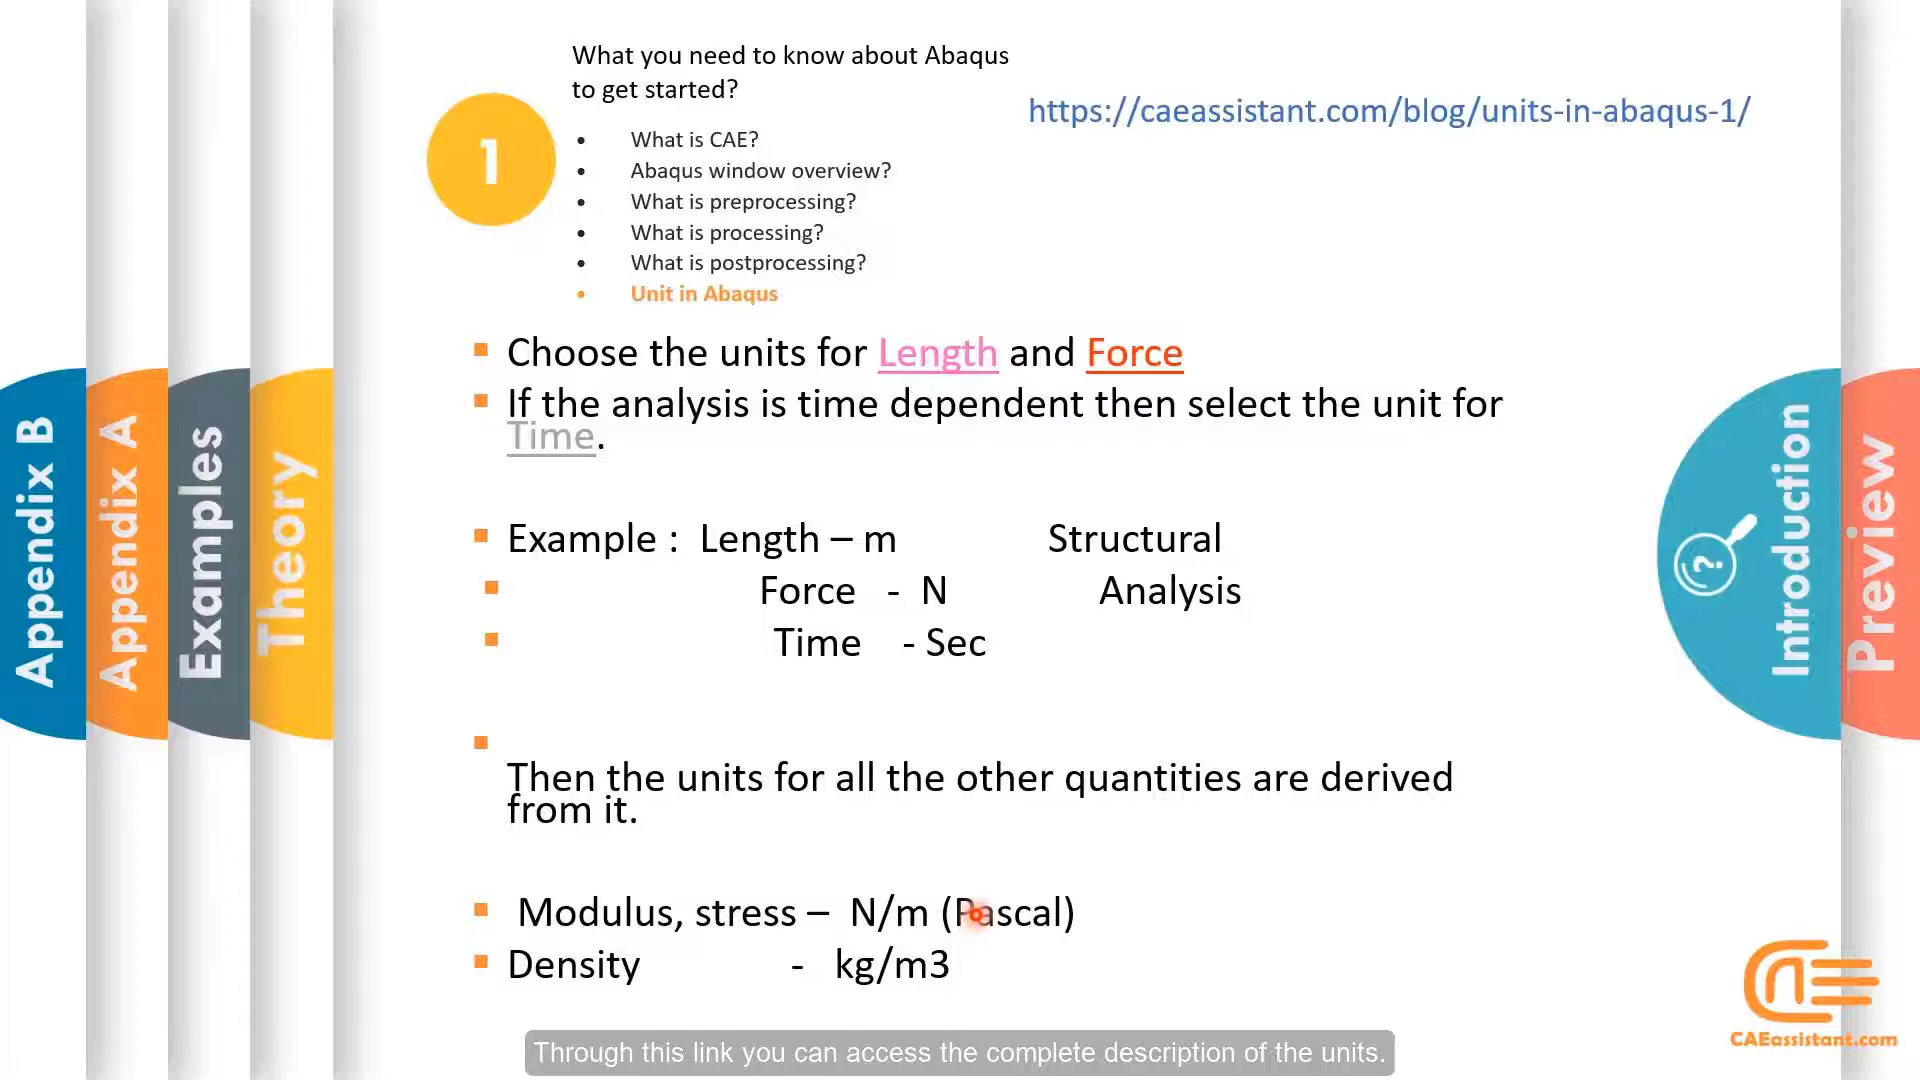 What you need to know about Abaqus
to get started?
https://caeassistant.com/blog/units-in-abaqus-1/
1
• What is CAE?
• Abaqus window overview?
• What is preprocessing?
• What is processing?
• What is postprocessing?
• Unit in Abaqus
Choose the units for Length and Force
If the analysis is time dependent then select the unit for
Time.
Example : Length – m Structural
Force - N Analysis
Time - Sec
Then the units for all the other quantities are derived
from it.
Modulus, stress – N/m (Pascal)
Density - kg/m3
Through this link you can access the complete description of the units.
Appendix B
Appendix A
Examples
Theory
?
Introduction
Preview
CAEassistant.com